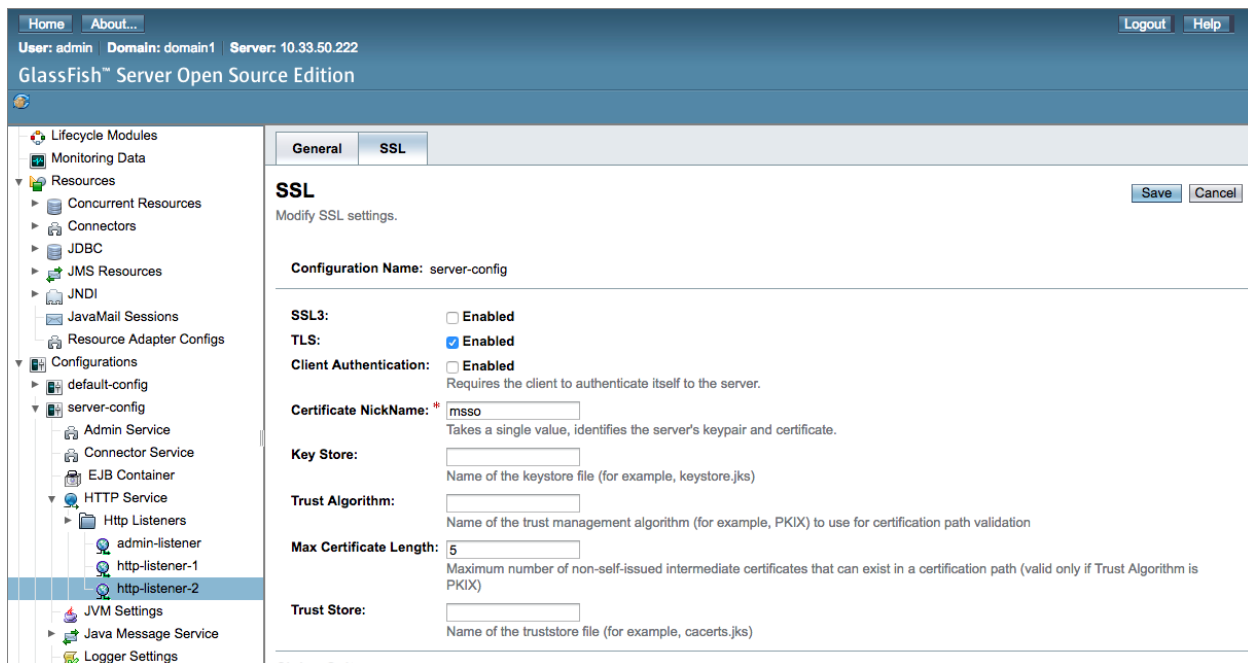 Home About... Logout Help
User: admin Domain: domain1 Server: 10.33.50.222
GlassFish™ Server Open Source Edition
Lifecycle Modules
Monitoring Data
Resources
Concurrent Resources
Connectors
JDBC
JMS Resources
JNDI
JavaMail Sessions
Resource Adapter Configs
Configurations
default-config
server-config
Admin Service
Connector Service
EJB Container
HTTP Service
Http Listeners
admin-listener
http-listener-1
http-listener-2
JVM Settings
Java Message Service
Logger Settings
General SSL
SSL
Save Cancel
Modify SSL settings.
Configuration Name: server-config
SSL3: Enabled
TLS: Enabled
Client Authentication: Enabled
Requires the client to authenticate itself to the server.
Certificate NickName: * msso
Takes a single value, identifies the server's keypair and certificate.
Key Store:
Name of the keystore file (for example, keystore.jks)
Trust Algorithm:
Name of the trust management algorithm (for example, PKIX) to use for certification path validation
Max Certificate Length: 5
Maximum number of non-self-issued intermediate certificates that can exist in a certification path (valid only if Trust Algorithm is
PKIX)
Trust Store:
Name of the truststore file (for example, cacerts.jks)